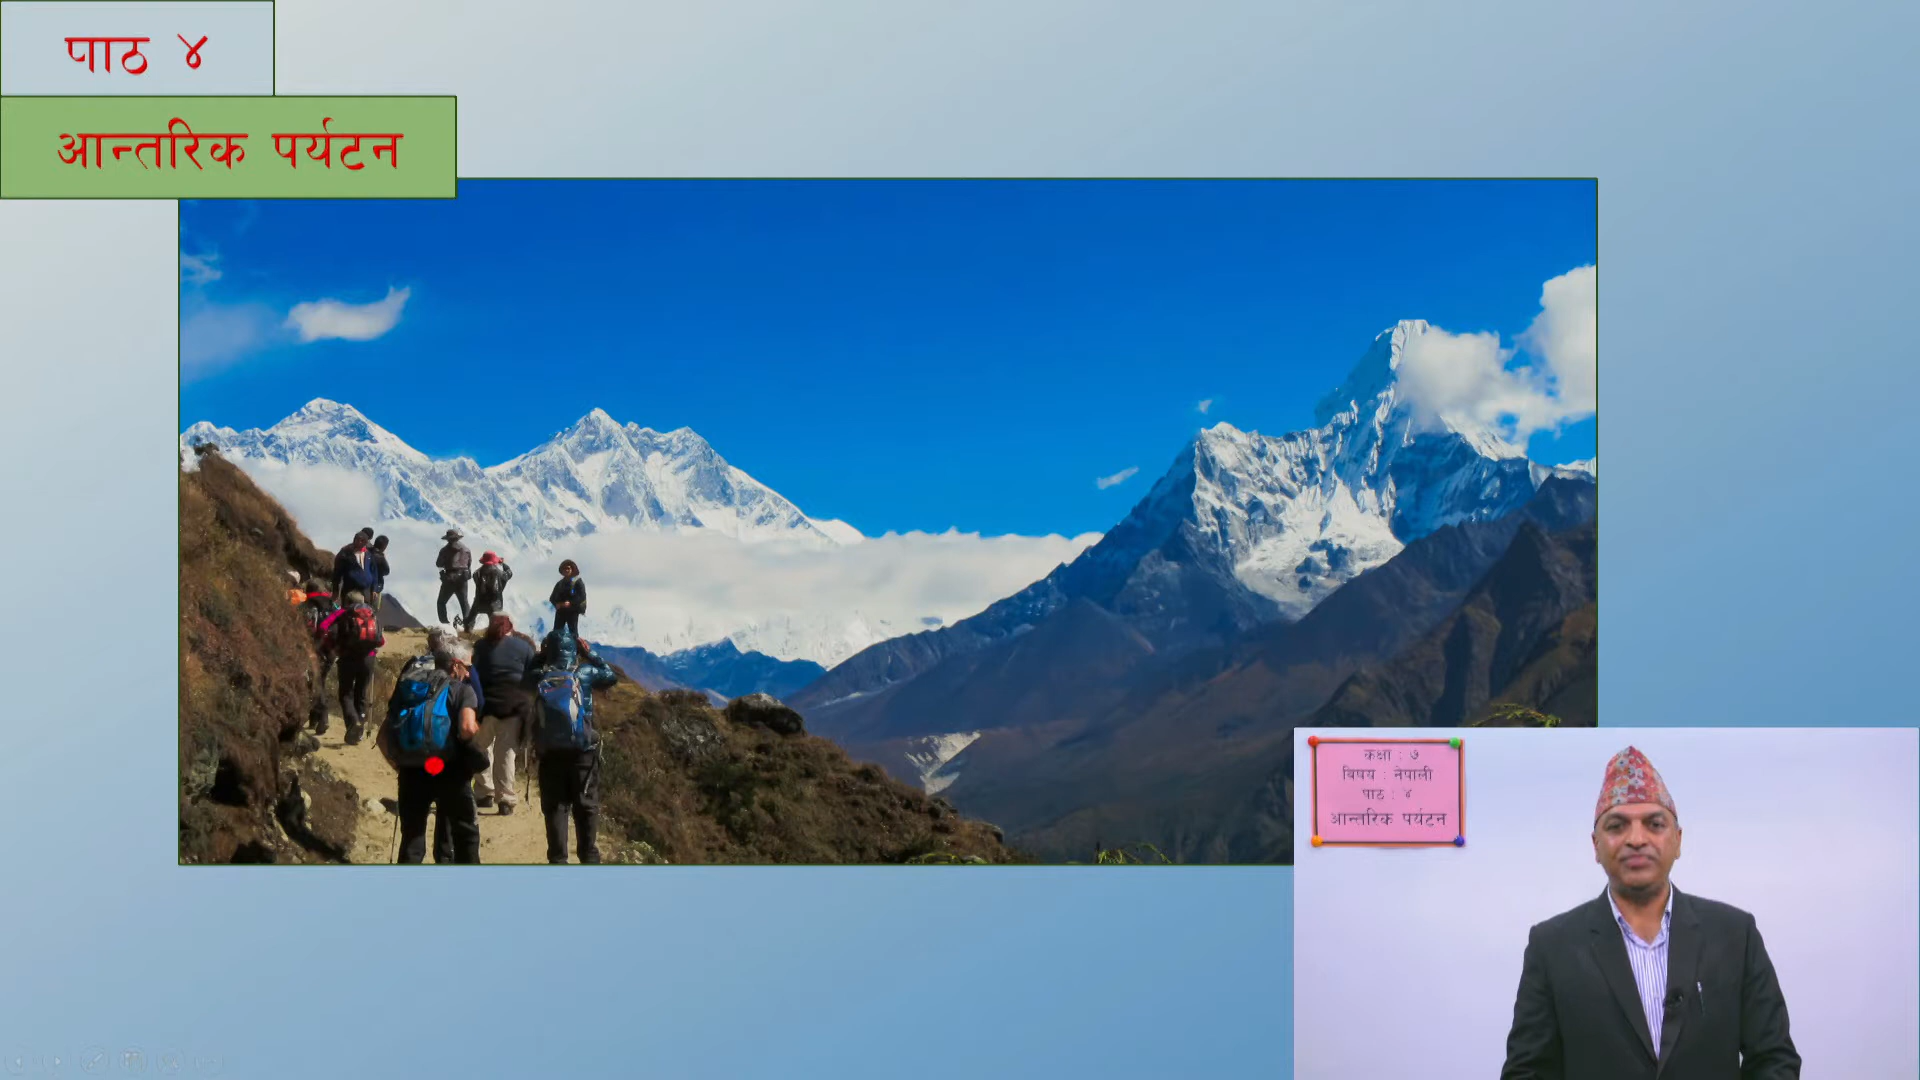 पाठ ४
आन्तरिक पर्यटन
कक्षा : ७
विषय : नेपाली
पाठ : ४
आन्तरिक पर्यटन